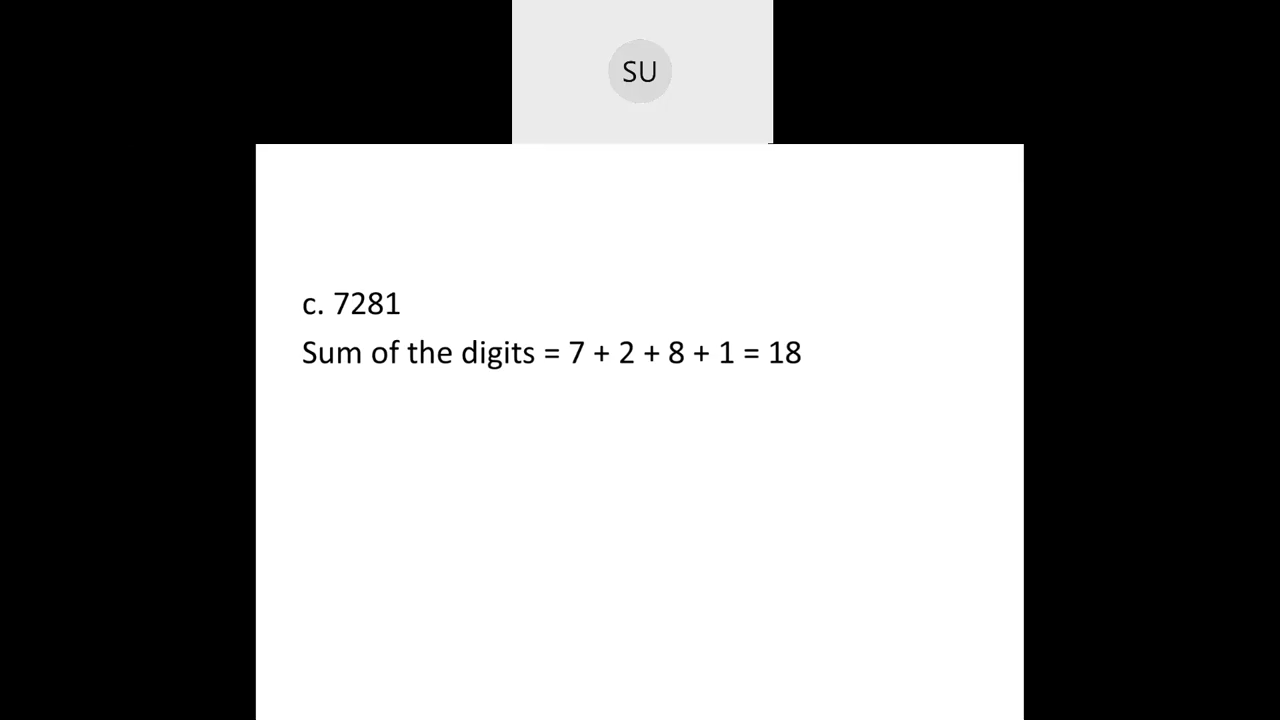 SU
c. 7281
Sum of the digits = 7 + 2 + 8 + 1 = 18